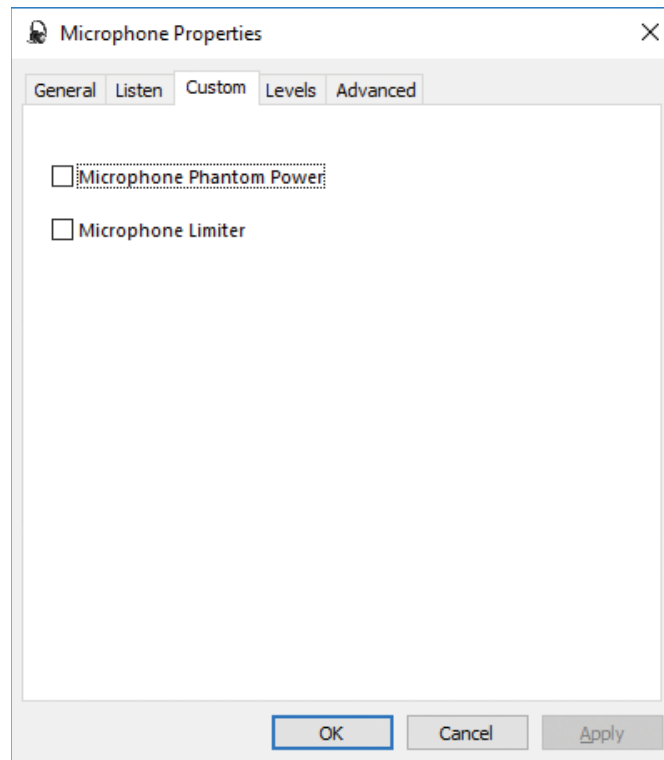 Microphone Properties
General Listen Custom Levels Advanced
Microphone Phantom Power
Microphone Limiter
OK Cancel Apply